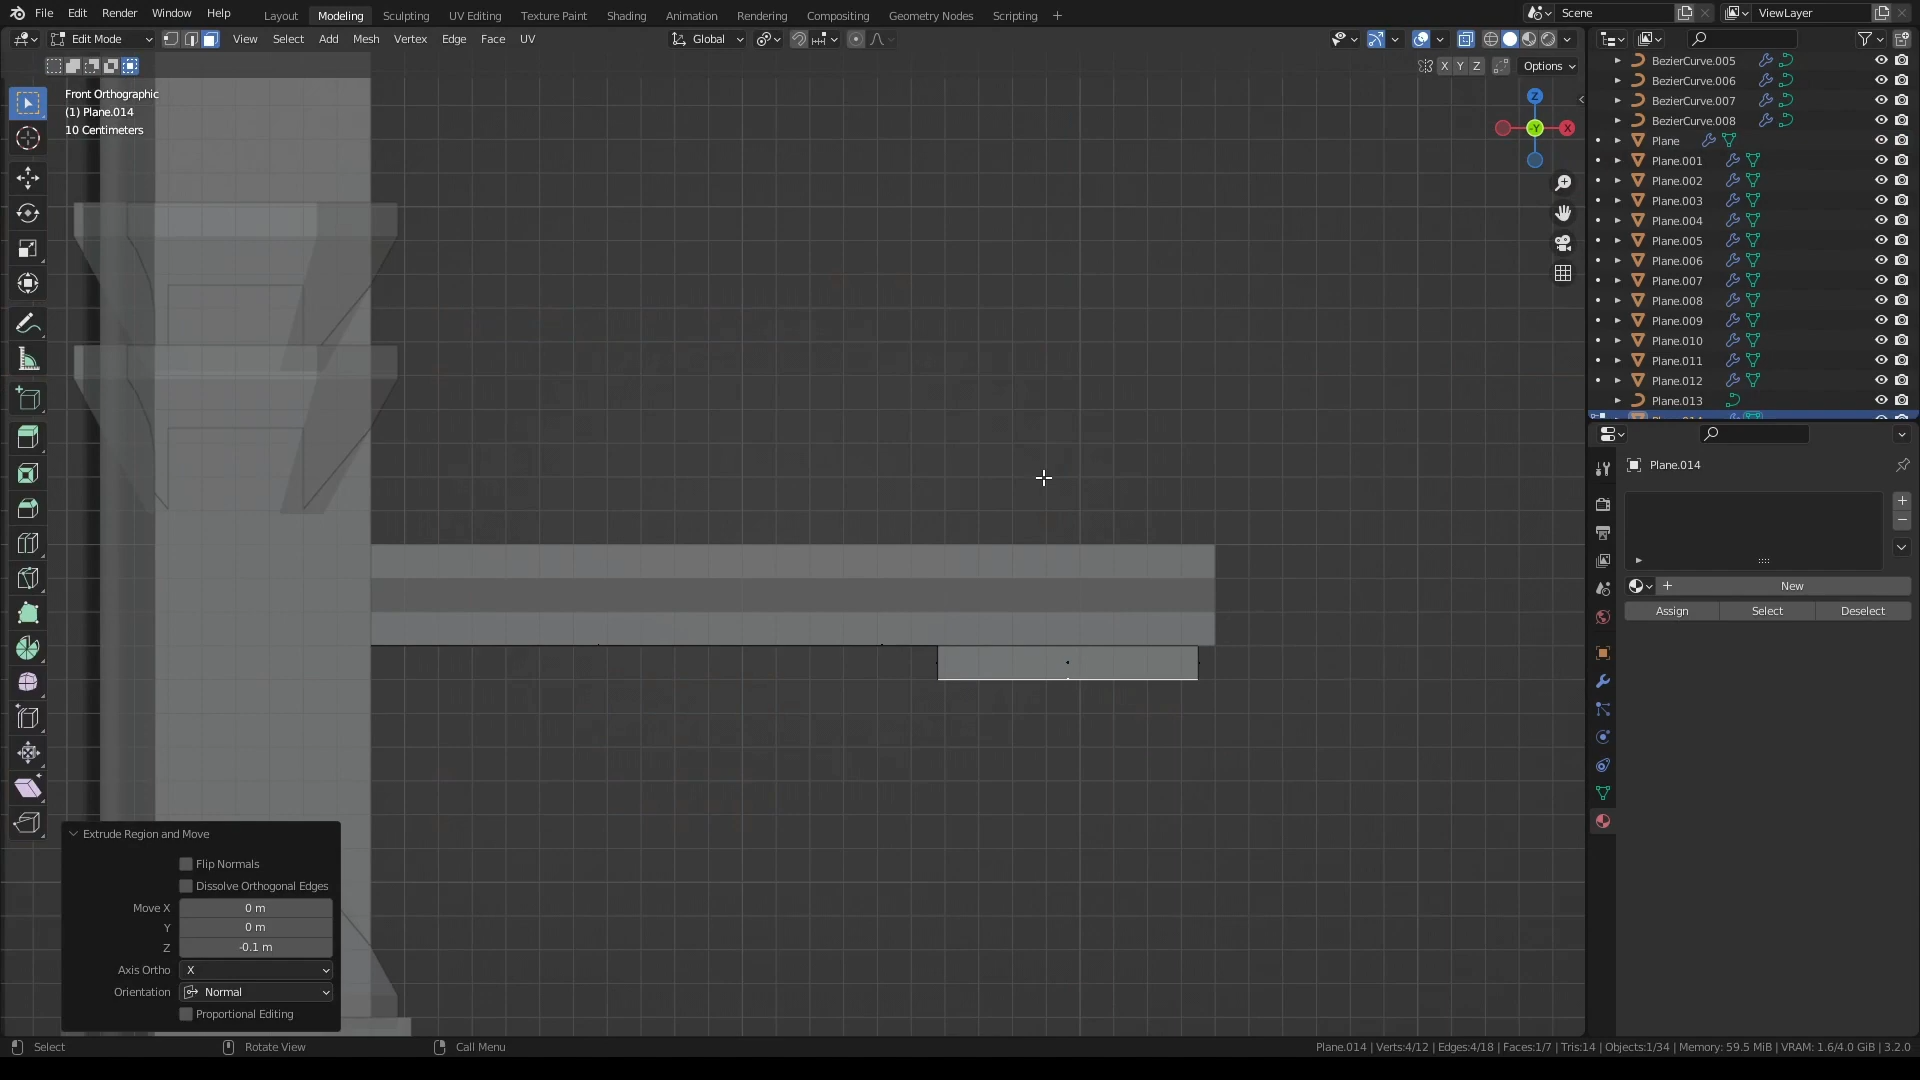 File Edit Render Window Help Layout Modeling Sculpting UV Editing Texture Paint Shading Animation Rendering Compositing Geometry Nodes Scripting + Scene ViewLayer
Edit Mode View Select Add Mesh Vertex Edge Face UV Global
X Y Z Options
Front Orthographic
(1) Plane.014
10 Centimeters
Z
-Y
X
BezierCurve.005
BezierCurve.006
BezierCurve.007
BezierCurve.008
Plane
Plane.001
Plane.002
Plane.003
Plane.004
Plane.005
Plane.006
Plane.007
Plane.008
Plane.009
Plane.010
Plane.011
Plane.012
Plane.013
Plane.014
New
Assign Select Deselect
Extrude Region and Move
Flip Normals
Dissolve Orthogonal Edges
Move X 0 m
Y 0 m
Z -0.1 m
Axis Ortho X
Orientation Normal
Proportional Editing
Select Rotate View Call Menu Plane.014 | Verts:4/12 | Edges:4/18 | Faces:1/7 | Tris:14 | Objects:1/34 | Memory: 59.5 MiB | VRAM: 1.6/4.0 GiB | 3.2.0